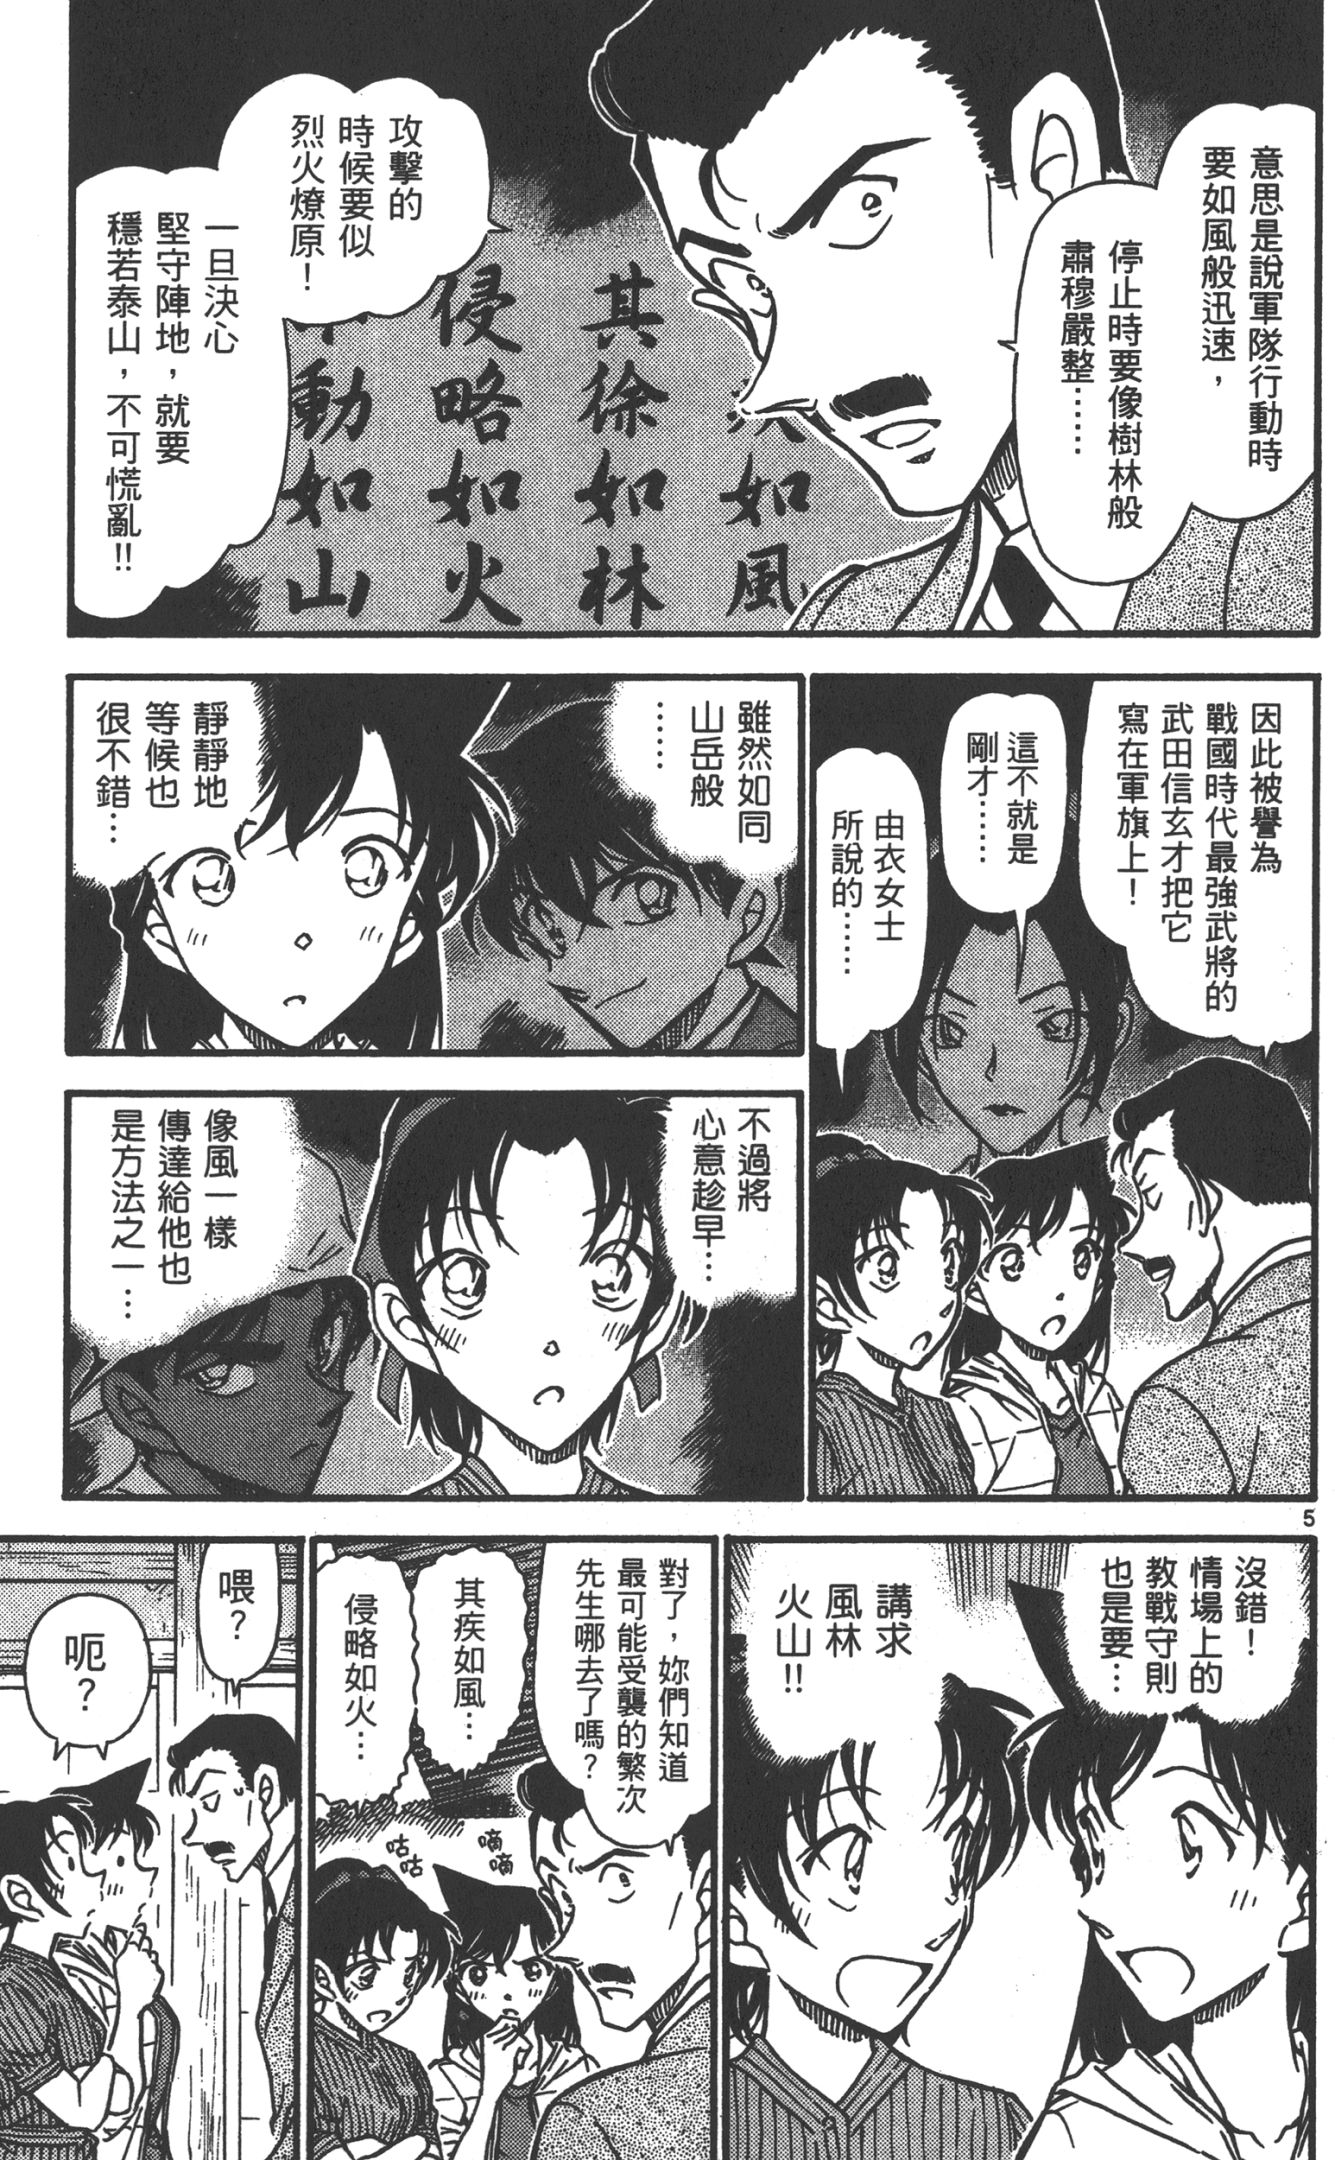 意思是說軍隊行動時
要如風般迅速，
停止時要像樹林般
肅穆嚴整……
如風
其徐如林
侵略如火
動如山
攻擊的
時候要似
烈火燎原！
一旦決心
堅守陣地，就要
穩若泰山，不可慌亂!!
因此被譽為
戰國時代最強武將的
武田信玄才把它
寫在軍旗上！
這不就是
剛才……
由衣女士
所說的……
雖然如同
山岳般
……
靜靜地
等候也
很不錯…
不過將
心意趁早…
像風一樣
傳達給他也
是方法之一…
5
沒錯！
情場上的
教戰守則
也是要…
講求
風林
火山!!
對了，妳們知道
最可能受襲的繁次
先生哪去了嗎？
其疾如風…
侵略如火…
嘀嘀
咕咕
喂？
呃？